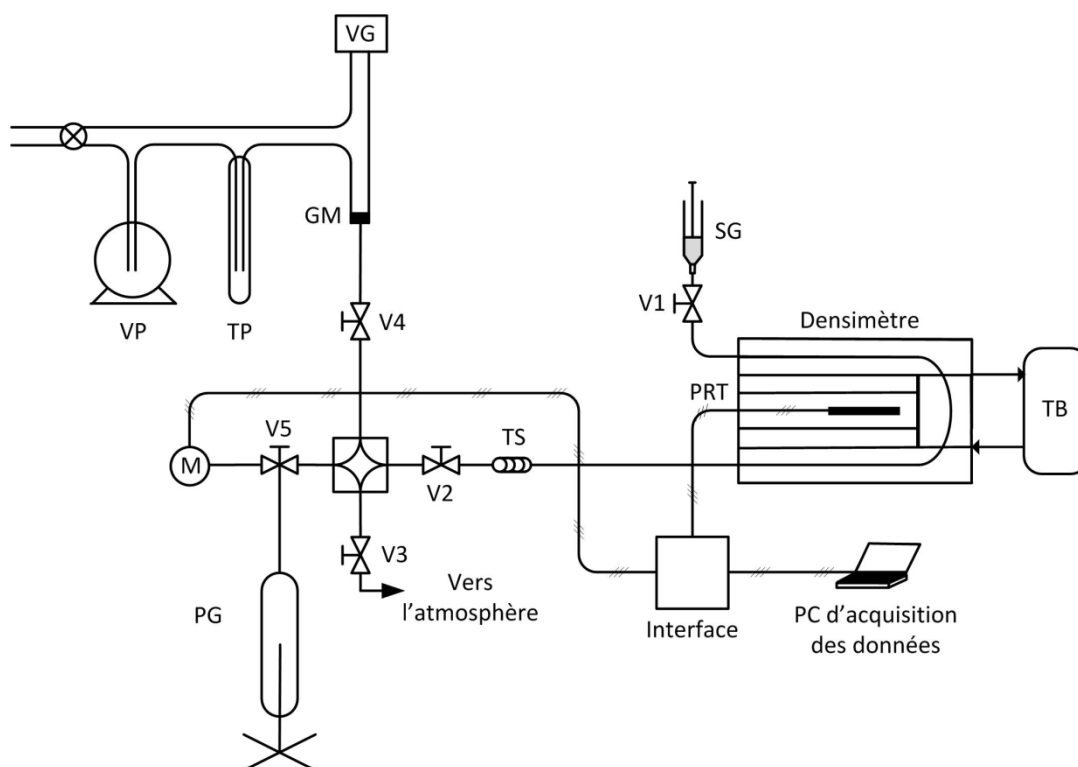 VG
GM
VP
TP
V4
SG
V1
Densimètre
PRT
TB
V5
TS
M
V2
V3
Vers
l’atmosphère
PG
Interface
PC d’acquisition
des données